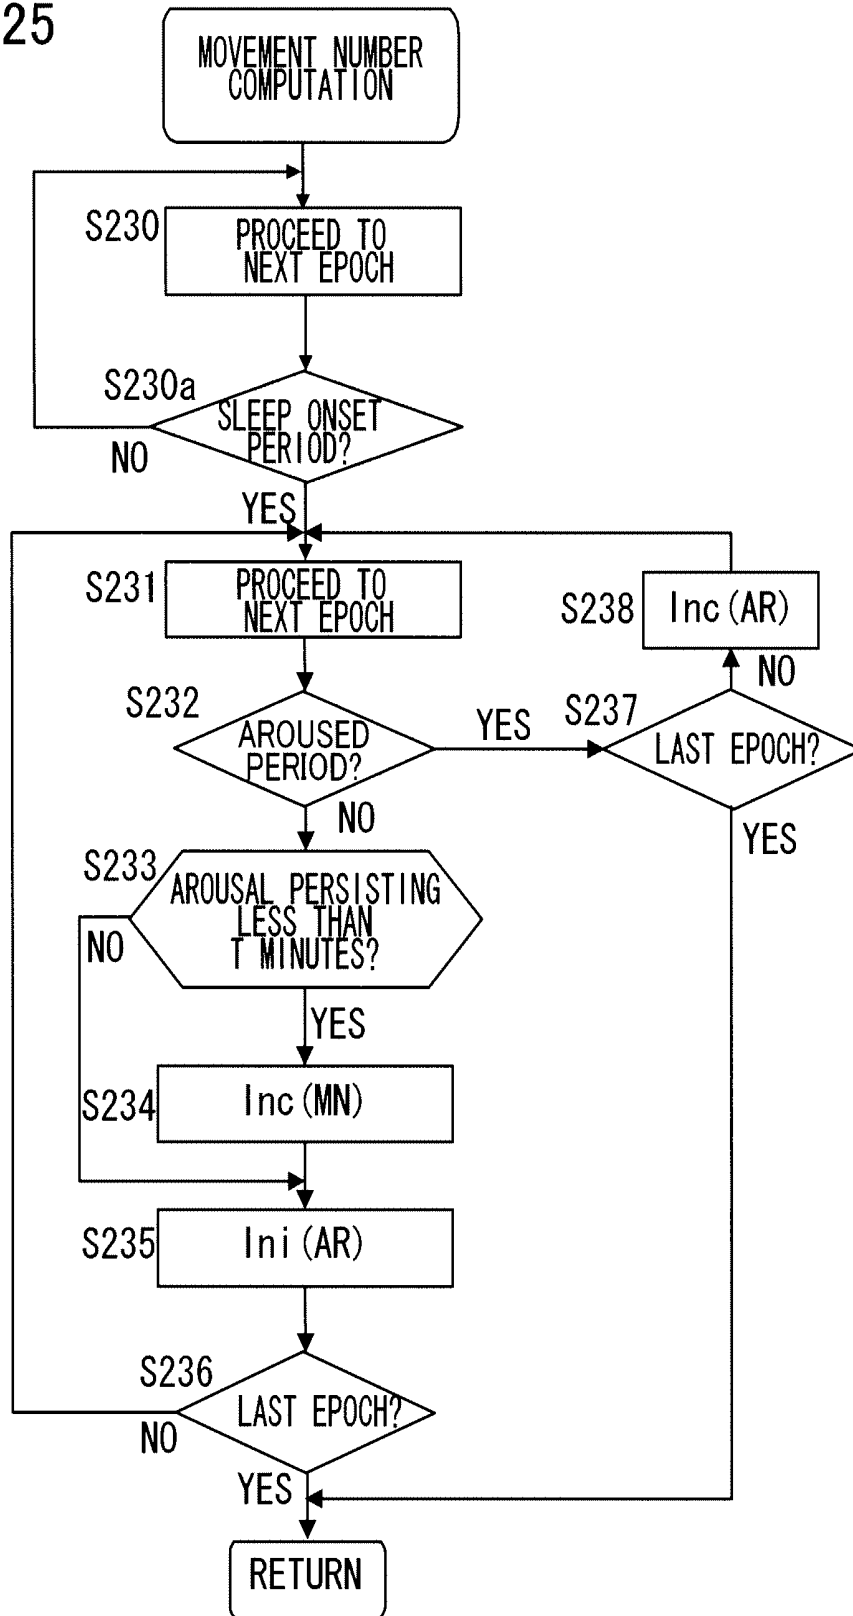 25
MOVEMENT NUMBER
COMPUTATION
S230
PROCEED TO
NEXT EPOCH
S230a
SLEEP ONSET
PERIOD?
NO
YES
S231
PROCEED TO
NEXT EPOCH
S238
Inc(AR)
NO
S232
AROUSED
PERIOD?
YES
S237
LAST EPOCH?
NO
YES
S233
AROUSAL PERSISTING
LESS THAN
T MINUTES?
NO
YES
S234
Inc(MN)
S235
Ini(AR)
S236
LAST EPOCH?
NO
YES
RETURN